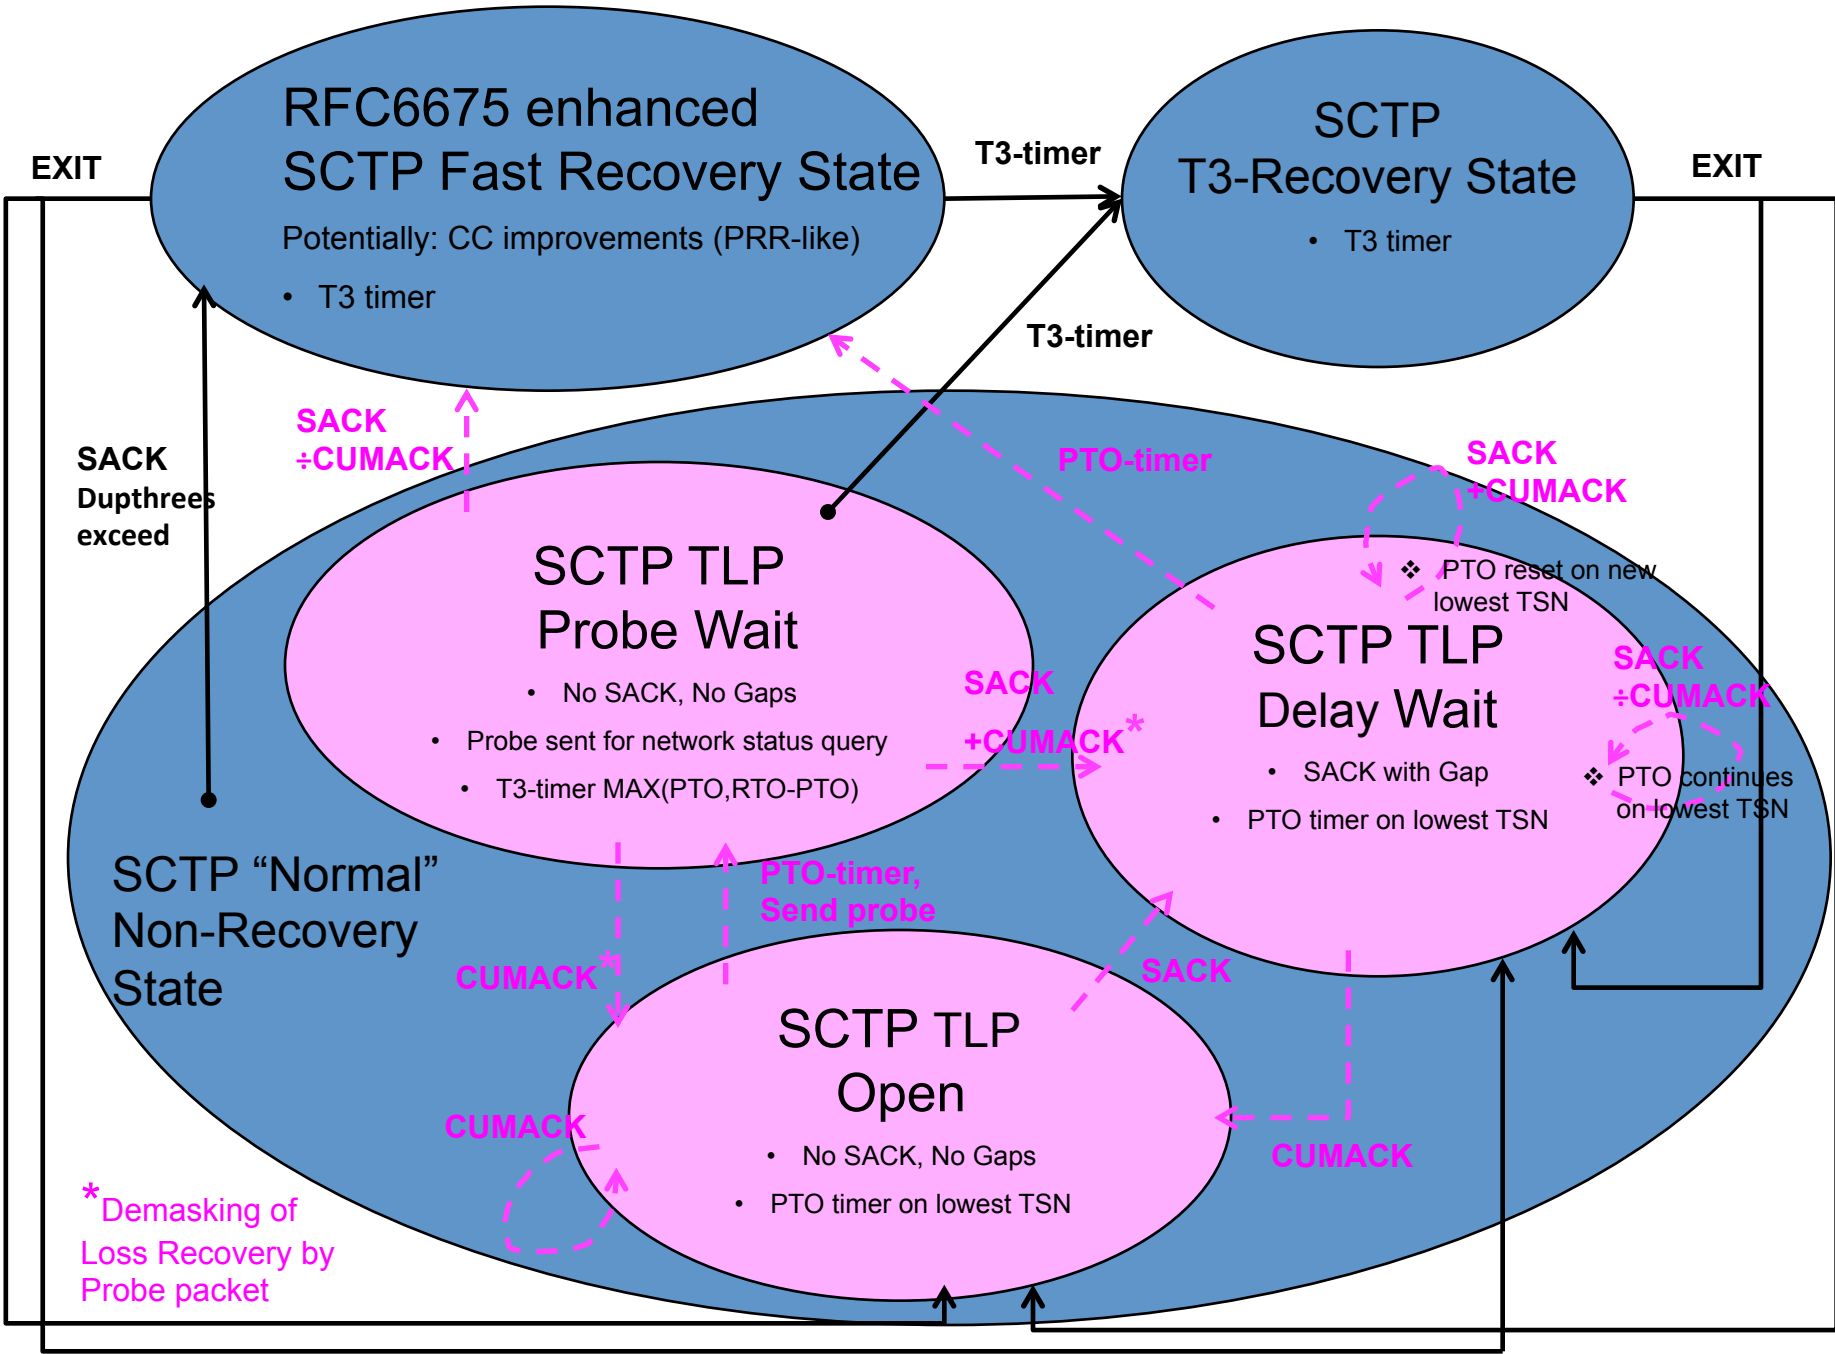 RFC6675 enhanced
SCTP Fast Recovery State
Potentially: CC improvements (PRR-like)
• T3 timer
SCTP
T3-Recovery State
• T3 timer
EXIT
T3-timer
EXIT
T3-timer
SACK
Dupthrees
exceed
SACK
÷CUMACK
PTO-timer
SACK
+CUMACK
❖ PTO reset on new
lowest TSN
SCTP TLP
Probe Wait
• No SACK, No Gaps
• Probe sent for network status query
• T3-timer MAX(PTO,RTO-PTO)
SACK
+CUMACK*
SCTP TLP
Delay Wait
• SACK with Gap
• PTO timer on lowest TSN
SACK
÷CUMACK
❖ PTO continues
on lowest TSN
SCTP “Normal”
Non-Recovery
State
PTO-timer,
Send probe
CUMACK*
SACK
SCTP TLP
Open
• No SACK, No Gaps
• PTO timer on lowest TSN
CUMACK
CUMACK
*Demasking of
Loss Recovery by
Probe packet